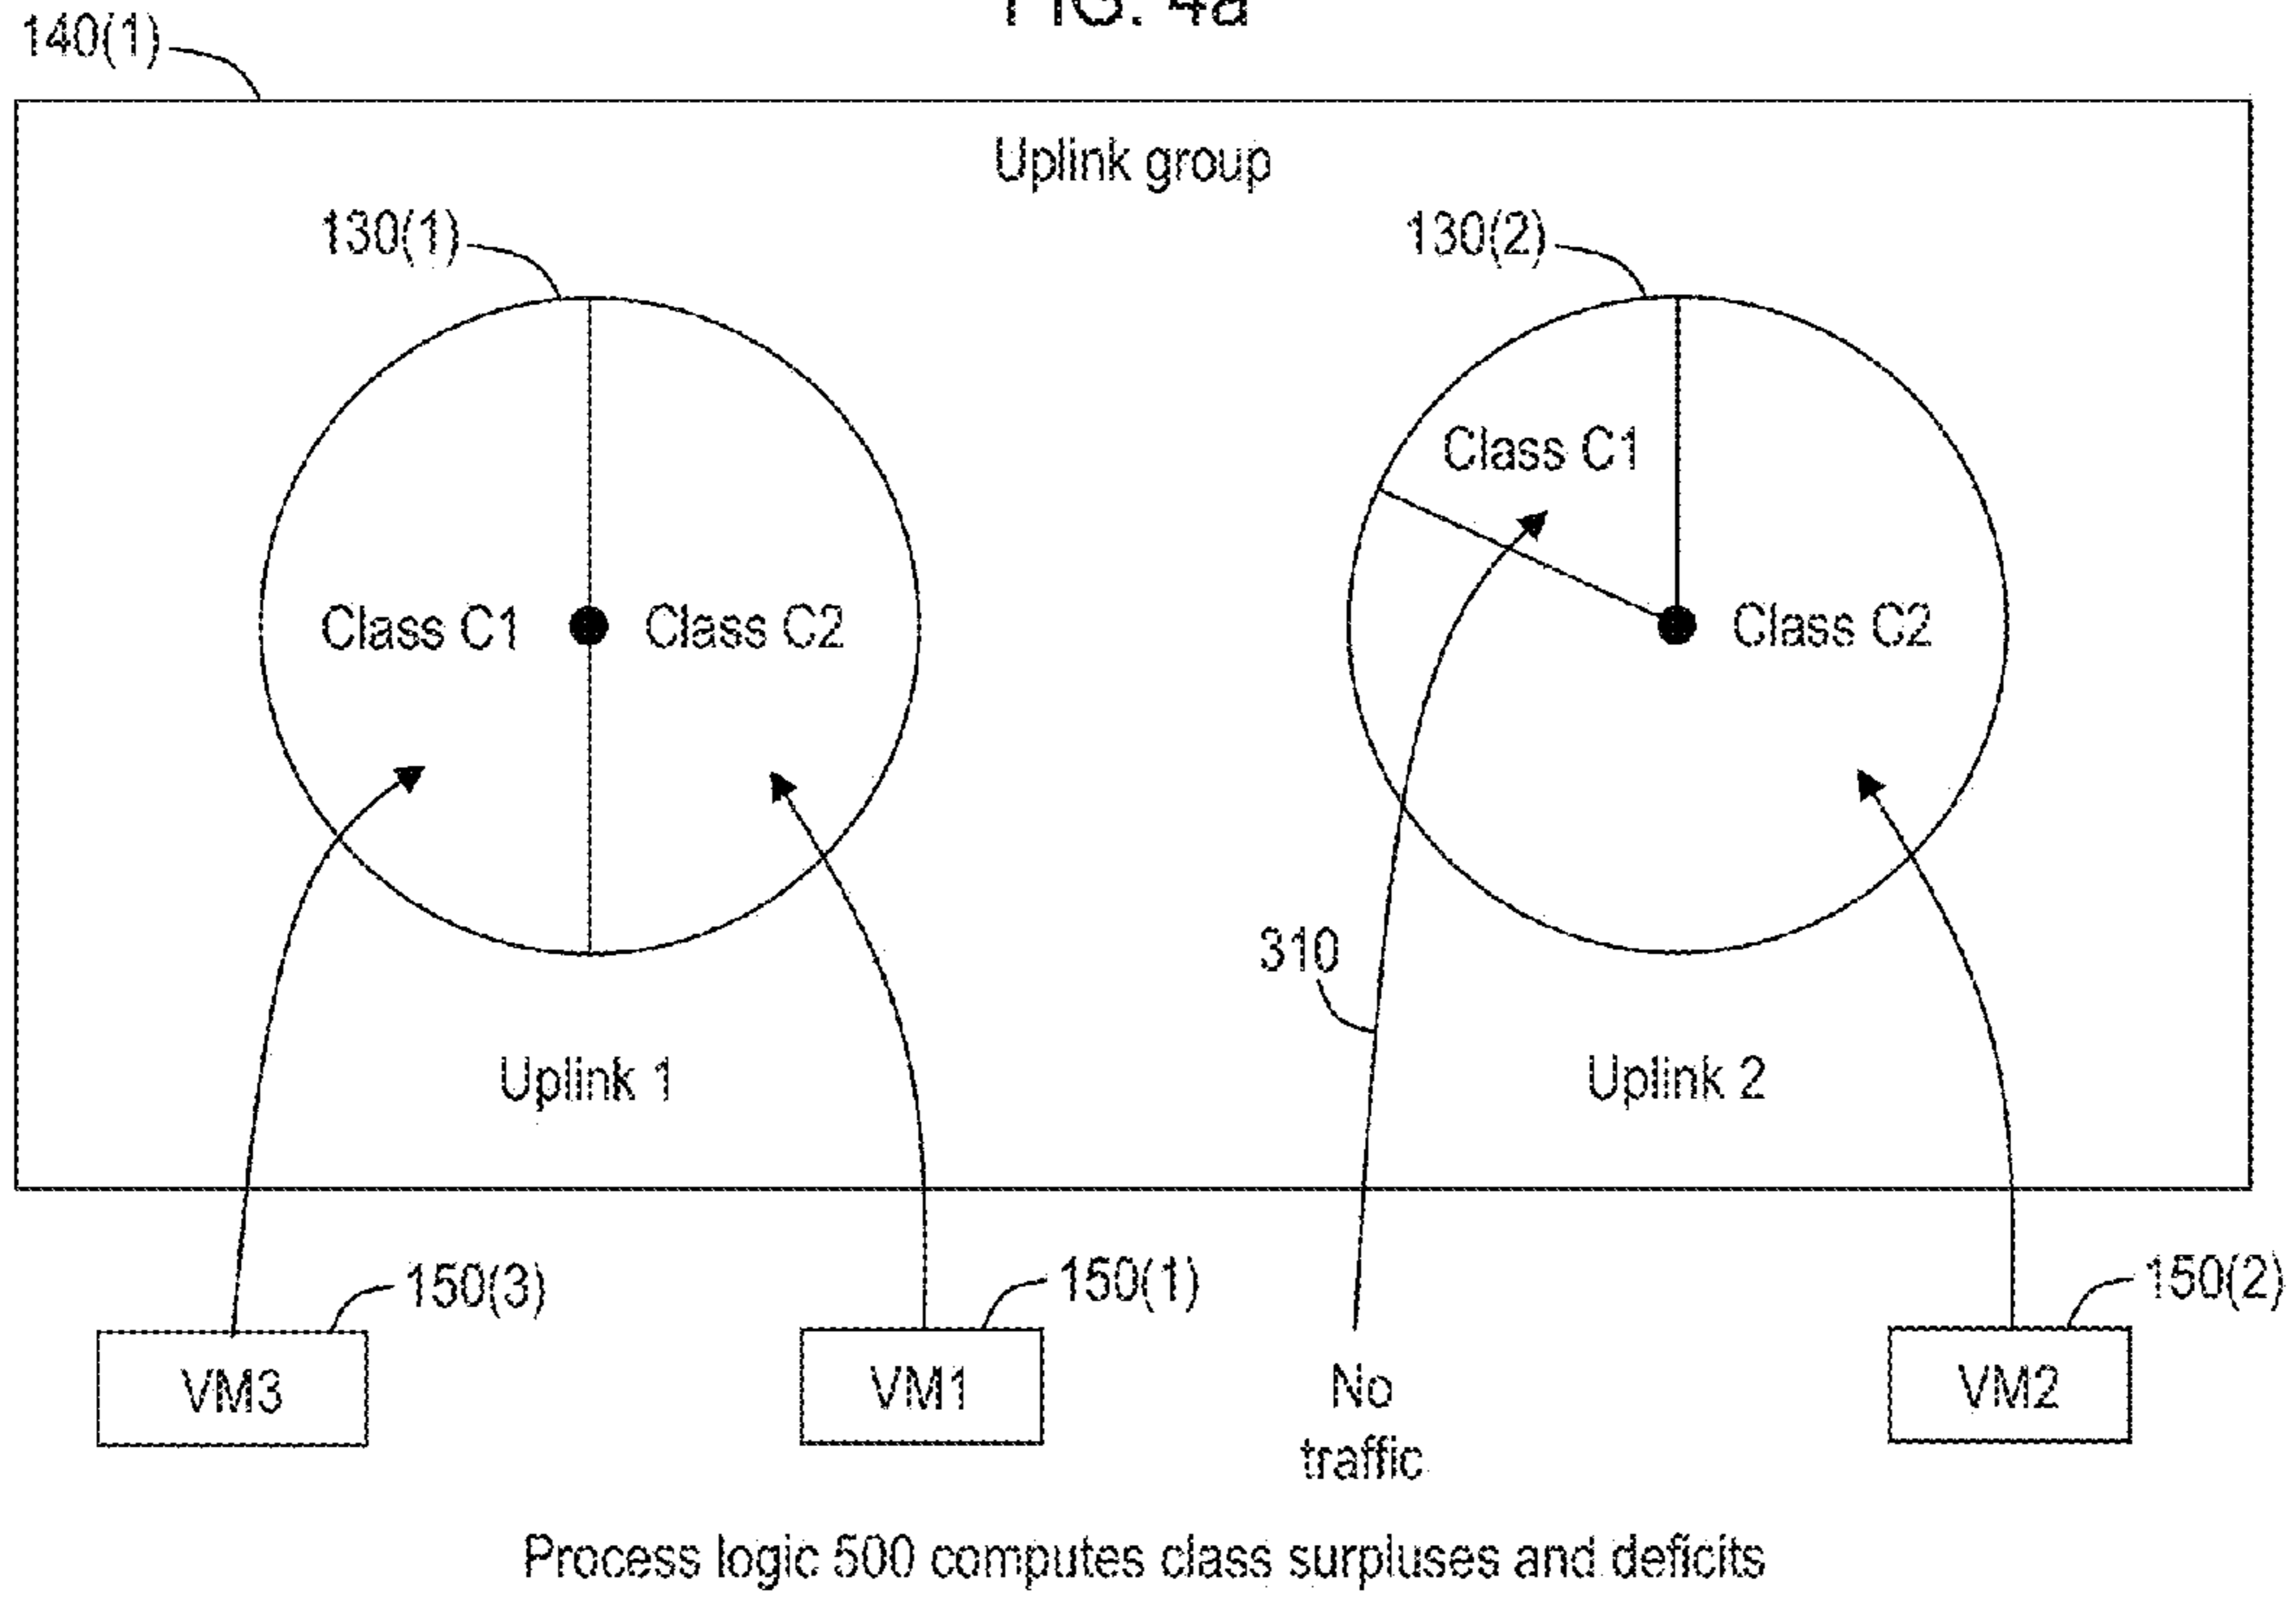 FIG. 4a
140(1)
Uplink group
130(1)
130(2)
Class C1
Class C1
Class C2
Class C2
310
Uplink 1
Uplink 2
150(3)
150(1)
150(2)
VM3
VM1
No
traffic
VM2
Process logic 500 computes class surpluses and deficits